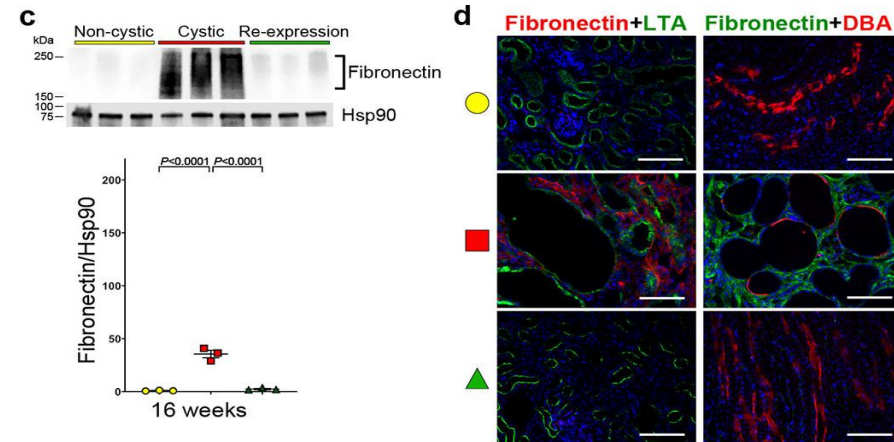 c
Non-cystic Cystic Re-expression
kDa
250
Fibronectin
150
100
75
Hsp90
P<0.0001 P<0.0001
200
150
100
50
0
Fibronectin/Hsp90
16 weeks
d
Fibronectin+LTA Fibronectin+DBA